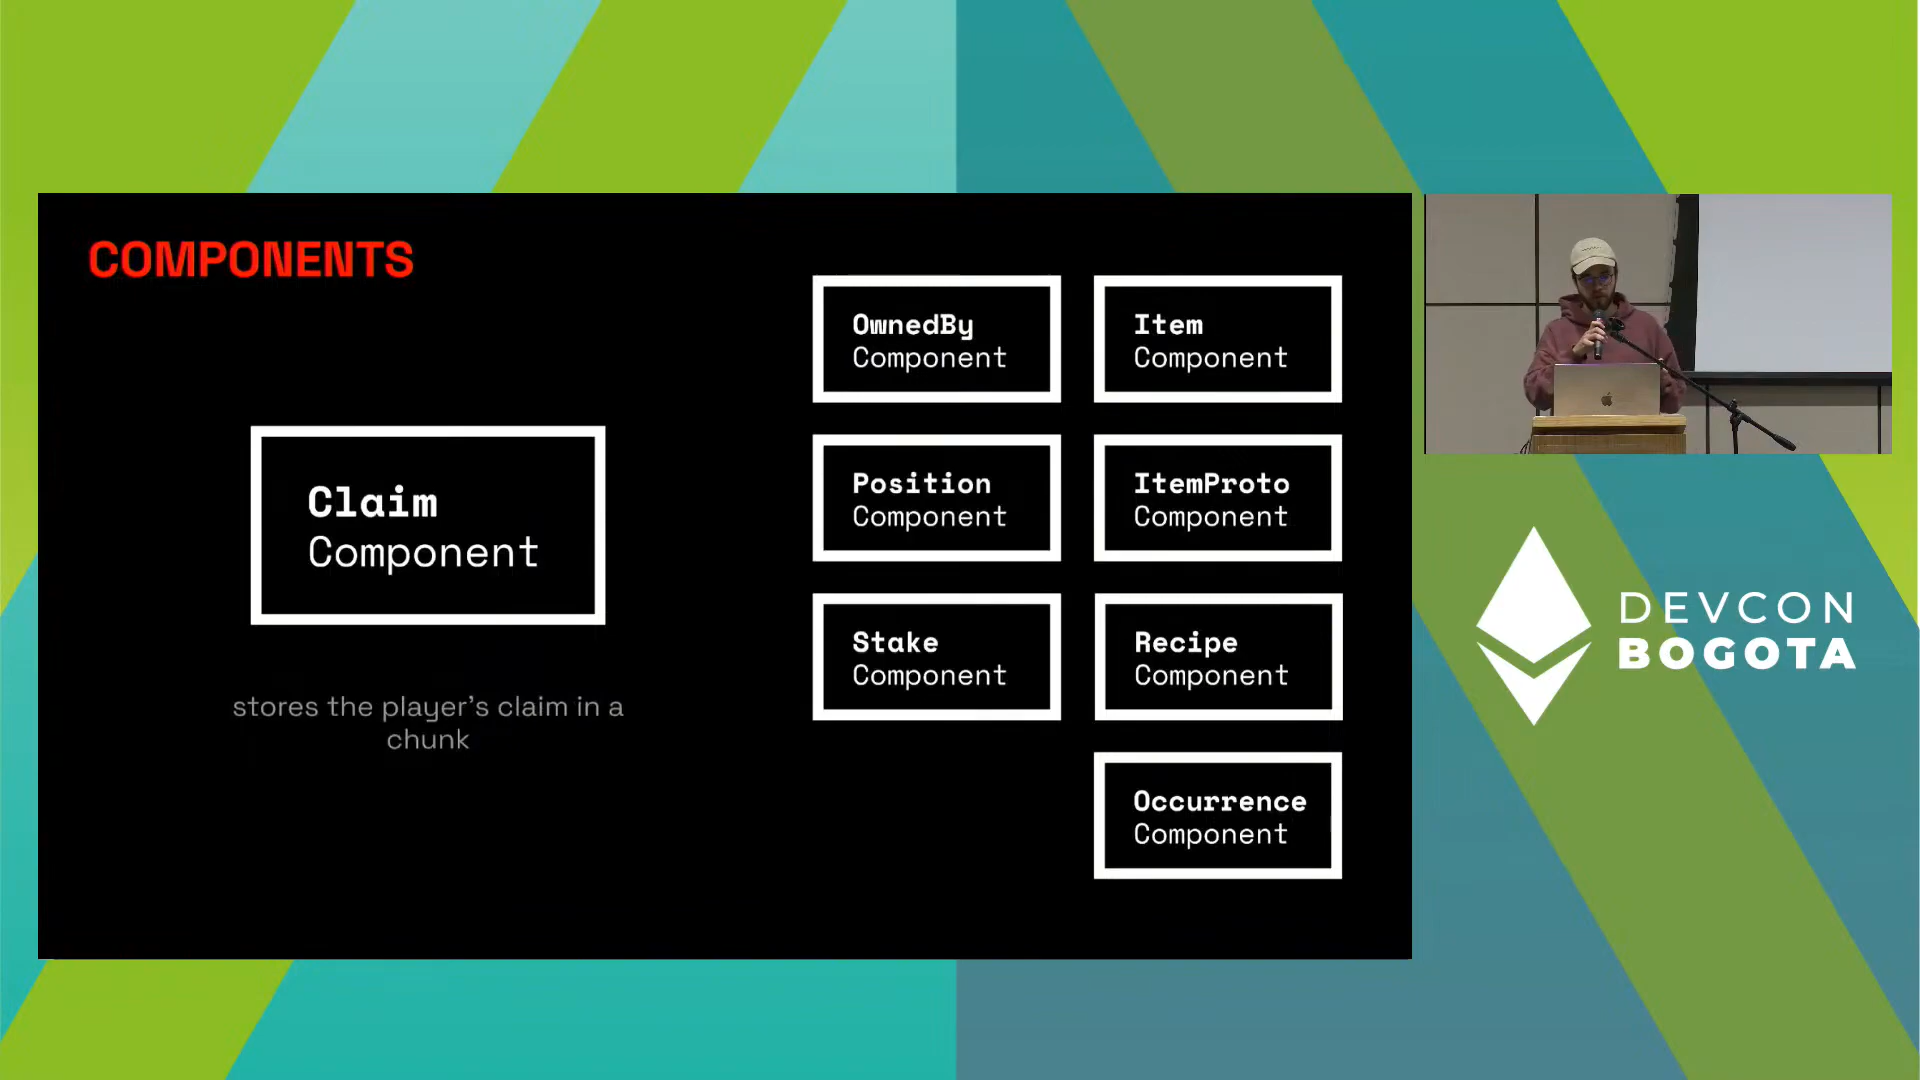 COMPONENTS
Claim
Component
stores the player's claim in a
chunk
OwnedBy
Component
Item
Component
Position
Component
ItemProto
Component
Stake
Component
Recipe
Component
Occurrence
Component
DEVCON
BOGOTA